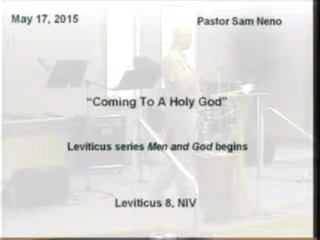 May 17, 2015 Pastor Sam Neno
“Coming To A Holy God”
Leviticus series Men and God begins
Leviticus 8, NIV